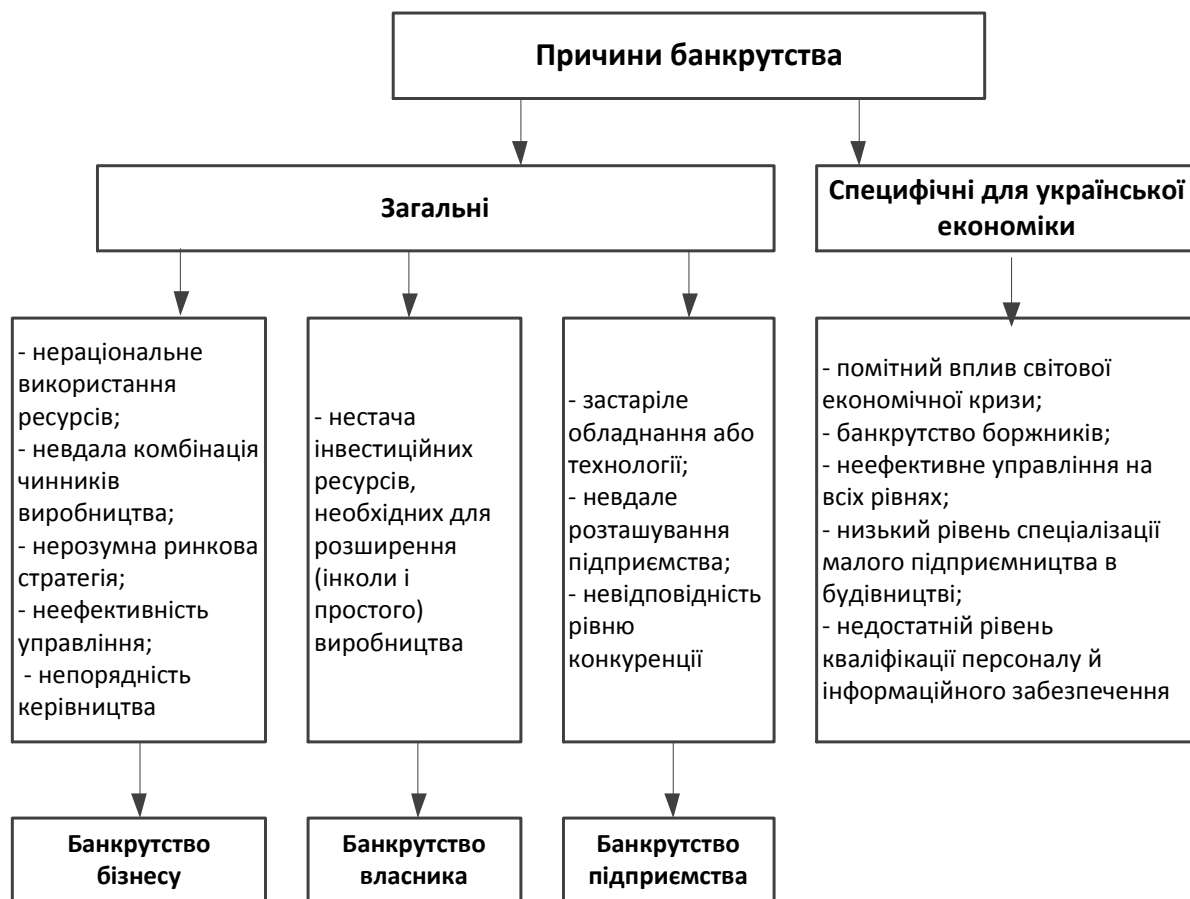 Причини банкрутства
Загальні
Специфічні для української
економіки
- нераціональне
використання
ресурсів;
- невдала комбінація
чинників
виробництва;
- нерозумна ринкова
стратегія;
- неефективність
управління;
- непорядність
керівництва
- нестача
інвестиційних
ресурсів,
необхідних для
розширення
(інколи і
простого)
виробництва
- застаріле
обладнання або
технології;
- невдале
розташування
підприємства;
- невідповідність
рівню
конкуренції
- помітний вплив світової
економічної кризи;
- банкрутство боржників;
- неефективне управління на
всіх рівнях;
- низький рівень спеціалізації
малого підприємництва в
будівництві;
- недостатній рівень
кваліфікації персоналу й
інформаційного забезпечення
Банкрутство
бізнесу
Банкрутство
власника
Банкрутство
підприємства